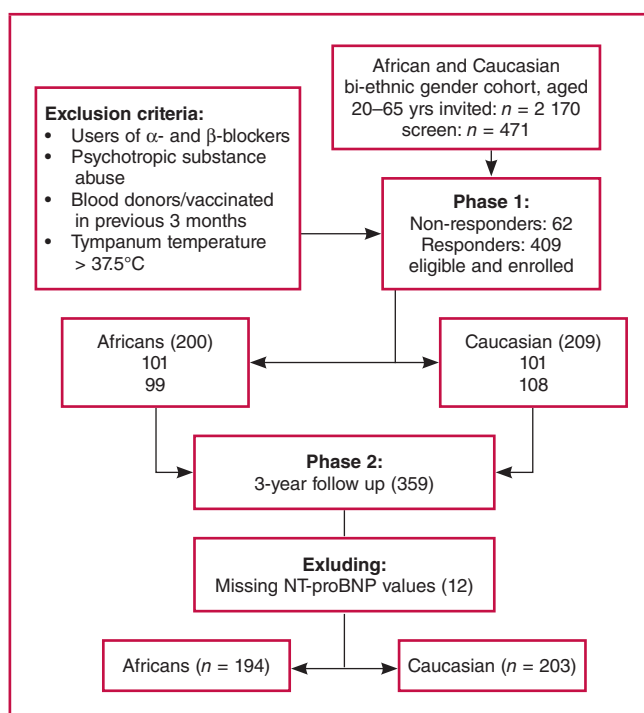 African and Caucasian
bi-ethnic gender cohort, aged
20–65 yrs invited: n = 2 170
screen: n = 471
Exclusion criteria:
• Users of α- and β-blockers
• Psychotropic substance
abuse
• Blood donors/vaccinated
in previous 3 months
• Tympanum temperature
> 37.5°C
Phase 1:
Non-responders: 62
Responders: 409
eligible and enrolled
Africans (200)
101
99
Caucasian (209)
101
108
Phase 2:
3-year follow up (359)
Exluding:
Missing NT-proBNP values (12)
Africans (n = 194)
Caucasian (n = 203)